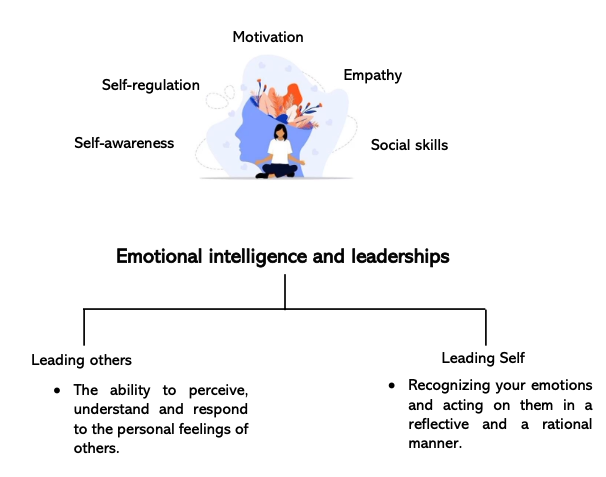 Motivation
Empathy
Self-regulation
Self-awareness
Social skills
Emotional intelligence and leaderships
Leading others
• The ability to perceive,
understand and respond
to the personal feelings of
others.
Leading Self
• Recognizing your emotions
and acting on them in a
reflective and a rational
manner.